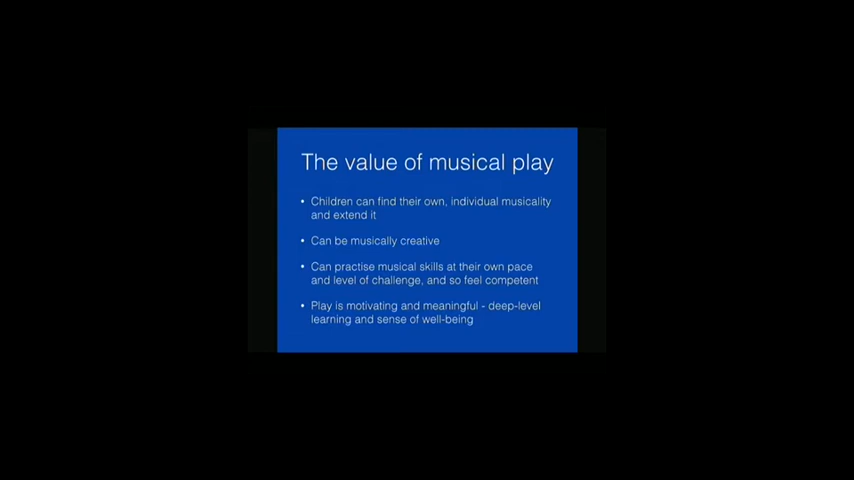 The value of musical play
• Children can find their own, individual musicality
and extend it
• Can be musically creative
• Can practise musical skills at their own pace
and level of challenge, and so feel competent
• Play is motivating and meaningful - deep-level
learning and sense of well-being